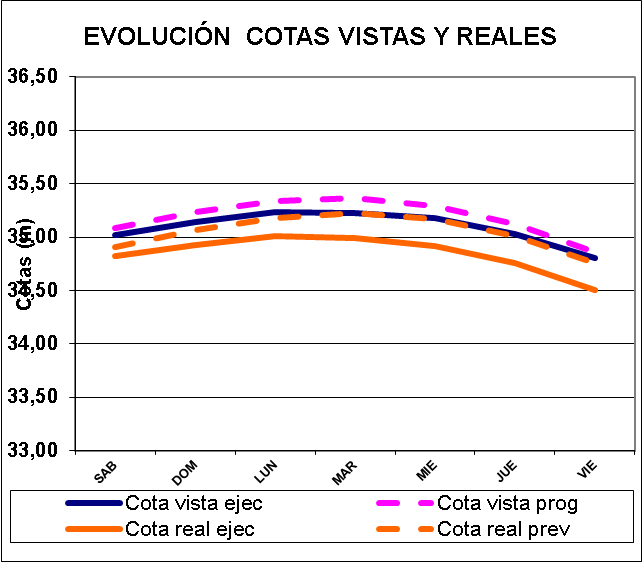 EVOLUCIÓN  COTAS VISTAS Y REALES
36,50
36,00
35,50
35,00
34,50
34,00
33,50
33,00
Cotas (m)
SAB DOM LUN MAR MIE JUE VIE
Cota vista ejec Cota vista prog
Cota real ejec Cota real prev